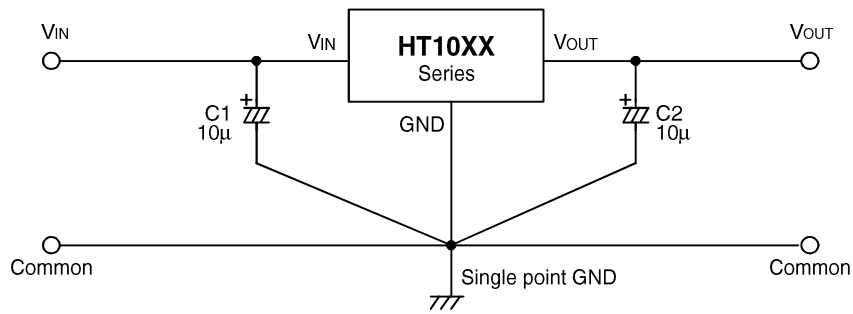 VIN
VOUT
VIN
HT10XX
VOUT
Series
C1
10μ
+
GND
+
C2
10μ
Common
Single point GND
Common